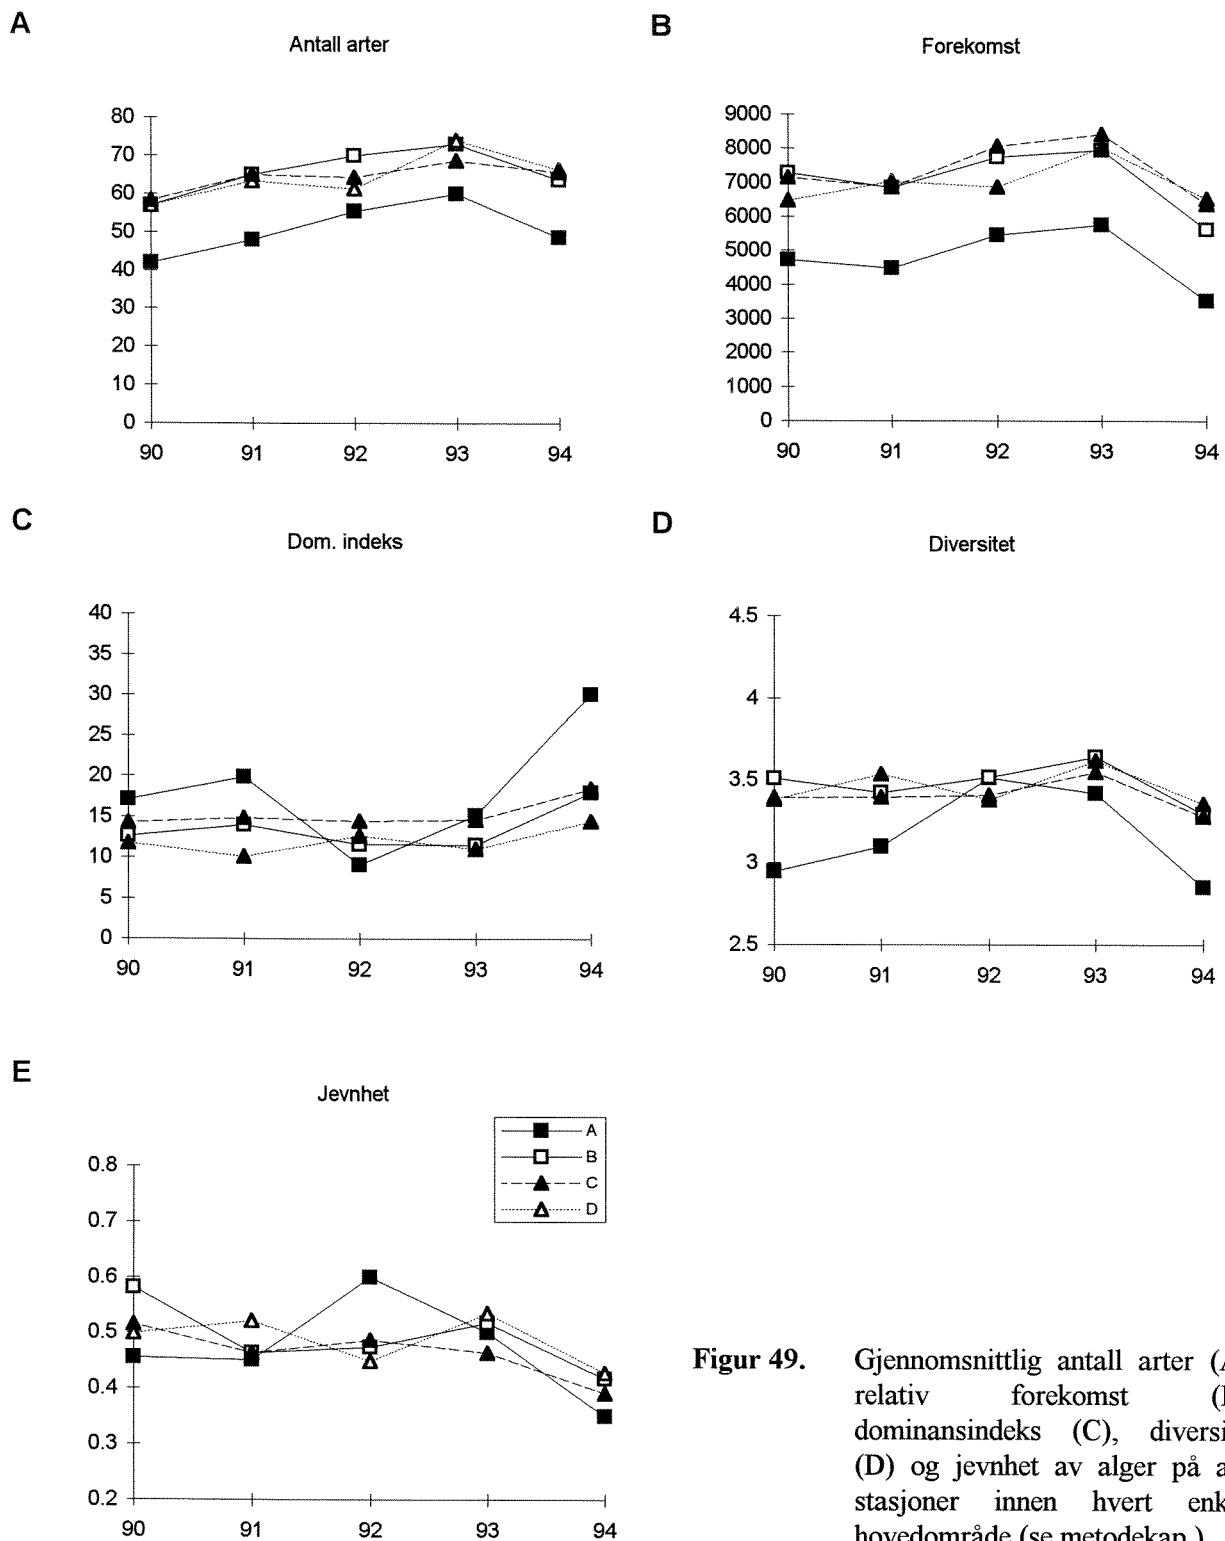 A
Antall arter
80
70
60
50
40
30
20
10
0
90 91 92 93 94
B
Forekomst
9000
8000
7000
6000
5000
4000
3000
2000
1000
0
90 91 92 93 94
C
Dom. indeks
40
35
30
25
20
15
10
5
0
90 91 92 93 94
D
Diversitet
4.5
4
3.5
3
2.5
90 91 92 93 94
E
Jevnhet
A
B
C
D
0.8
0.7
0.6
0.5
0.4
0.3
0.2
90 91 92 93 94
Figur 49. Gjennomsnittlig antall arter (
relativ forekomst (
dominansindeks (C),
(D) og jevnhet av alger på
stasjoner innen hvert
hovedområde (se metodekap.)